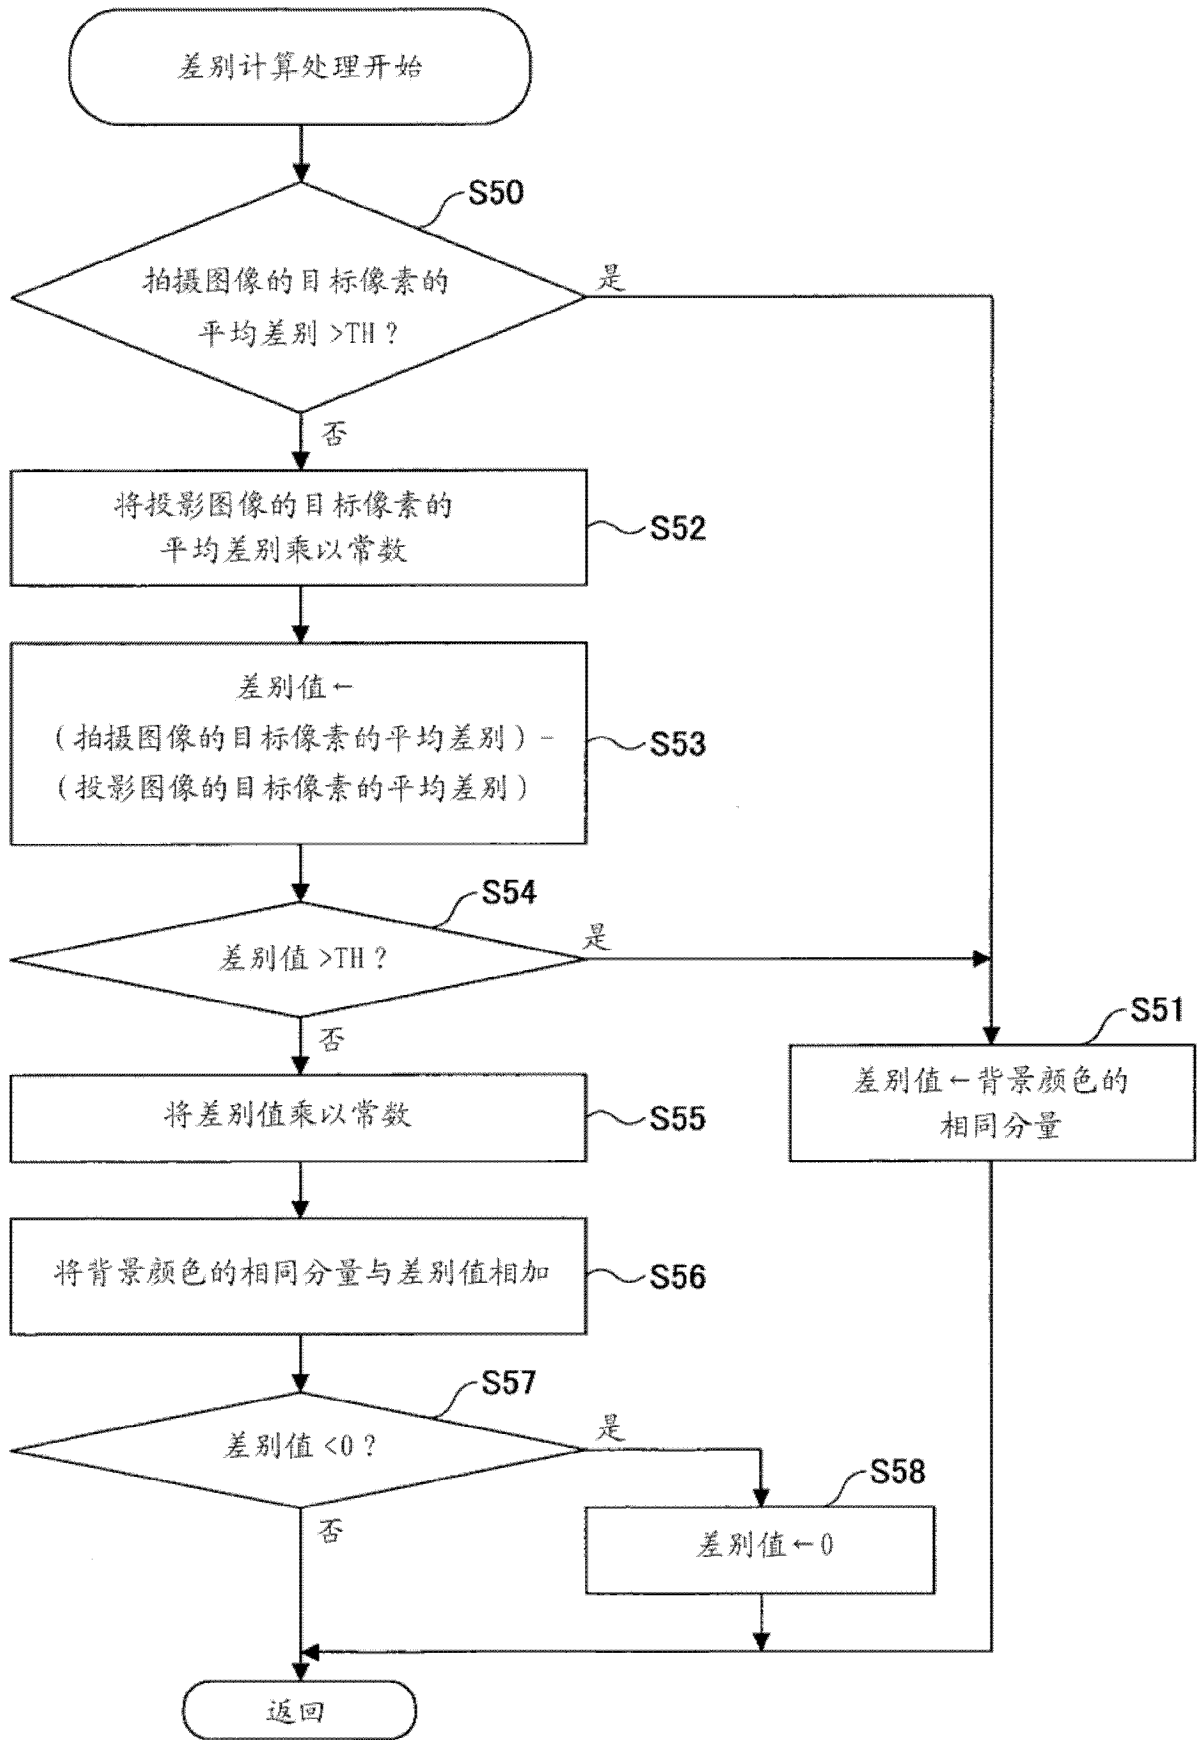 差别计算处理开始
S50
拍摄图像的目标像素的
平均差别>TH?
是
否
将投影图像的目标像素的
平均差别乘以常数
S52
差别值←
(拍摄图像的目标像素的平均差别)-
(投影图像的目标像素的平均差别)
S53
S54
差别值>TH?
是
否
S51
差别值←背景颜色的
相同分量
将差别值乘以常数
S55
将背景颜色的相同分量与差别值相加
S56
S57
差别值<0?
是
否
S58
差别值←0
返回